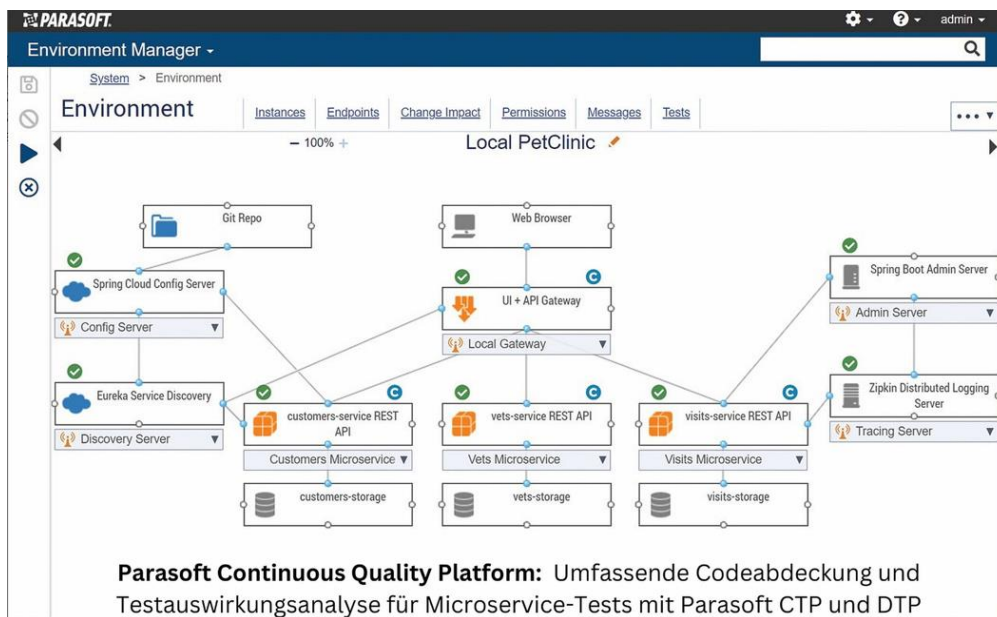 PARASOFT.
admin
Environment Manager
System > Environment
Environment
Instances
Endpoints
Change Impact
Permissions
Messages
Tests
− 100% +
Local PetClinic
Git Repo
Web Browser
Spring Cloud Config Server
Config Server
UI + API Gateway
Local Gateway
Spring Boot Admin Server
Admin Server
Eureka Service Discovery
Discovery Server
customers-service REST
API
Customers Microservice
vets-service REST API
Vets Microservice
visits-service REST API
Visits Microservice
Zipkin Distributed Logging
Server
Tracing Server
customers-storage
vets-storage
visits-storage
Parasoft Continuous Quality Platform: Umfassende Codeabdeckung und
Testauswirkungsanalyse für Microservice-Tests mit Parasoft CTP und DTP